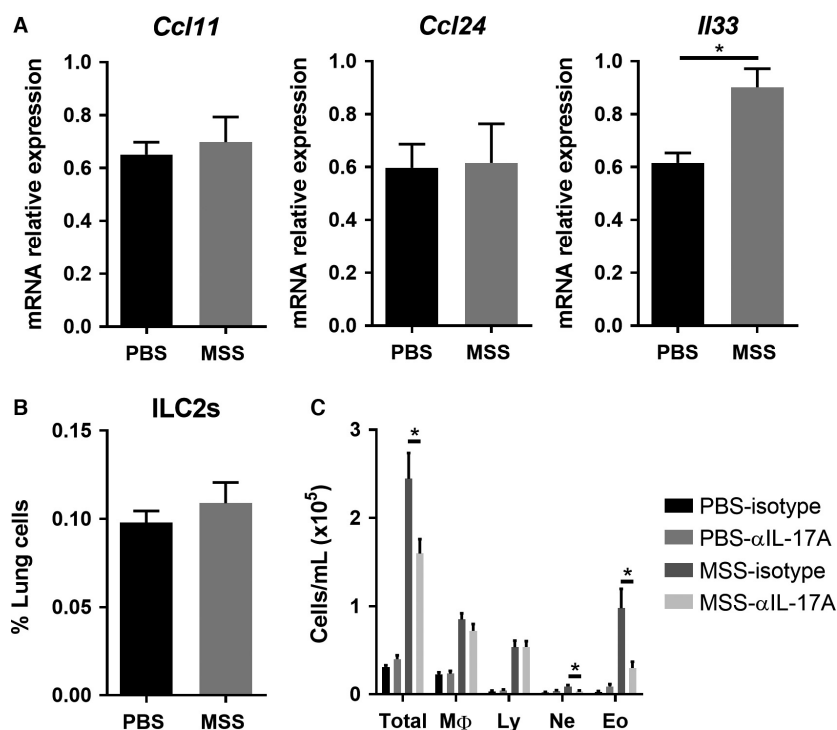 A
Ccl11
Ccl24
Il33
mRNA relative expression
1.0
0.8
0.6
0.4
0.2
0.0
PBS
MSS
mRNA relative expression
1.0
0.8
0.6
0.4
0.2
0.0
PBS
MSS
mRNA relative expression
1.0
0.8
0.6
0.4
0.2
0.0
*
PBS
MSS
B
ILC2s
% Lung cells
0.15
0.10
0.05
0.00
PBS
MSS
C
Cells/mL (x10⁵)
3
2
1
0
*
*
*
Total
MΦ
Ly
Ne
Eo
PBS-isotype
PBS-αIL-17A
MSS-isotype
MSS-αIL-17A